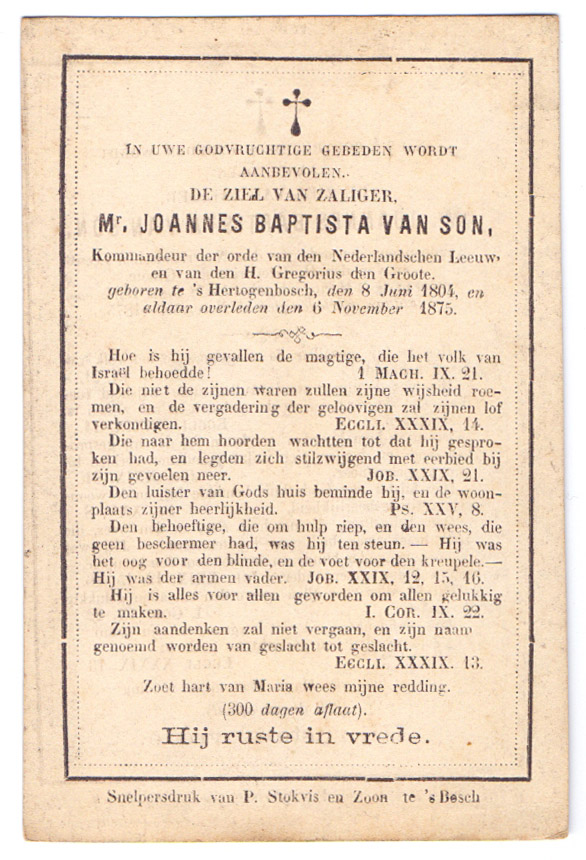 IN UWE GODVRUCHTIGE GEBEDEN WORDT
AANBEVOLEN.
DE ZIEL VAN ZALIGER,
Mr. JOANNES BAPTISTA VAN SON,
Kommandeur der orde van den Nederlandschen Leeuw,
en van den H. Gregorius den Groote.
geboren te 's Hertogenbosch, den 8 Juni 1804, en
aldaar overleden den 6 November 1875.
Hoe is hij gevallen de magtige, die het volk van
Israël behoedde! 1 MACH. IX. 21.
Die niet de zijnen waren zullen zijne wijsheid roe-
men, en de vergadering der geloovigen zal zijnen lof
verkondigen. ECCLI. XXXIX, 14.
Die naar hem hoorden wachtten tot dat hij gespro-
ken had, en legden zich stilzwijgend met eerbied bij
zijn gevoelen neer. JOB. XXIX, 21.
Den luister van Gods huis beminde hij, en de woon-
plaats zijner heerlijkheid. PS. XXV, 8.
Den behoeftige, die om hulp riep, en den wees, die
geen beschermer had, was hij ten steun. — Hij was
het oog voor den blinde, en de voet voor den kreupele.—
Hij was der armen vader. JOB. XXIX, 12, 15, 16.
Hij is alles voor allen geworden om allen gelukkig
te maken. I. COR. IX. 22.
Zijn aandenken zal niet vergaan, en zijn naam
genoemd worden van geslacht tot geslacht.
ECCLI. XXXIX. 13.
Zoet hart van Maria wees mijne redding.
(300 dagen aflaat).
Hij ruste in vrede.
Snelpersdruk van P. Stokvis en Zoon te 's Bosch